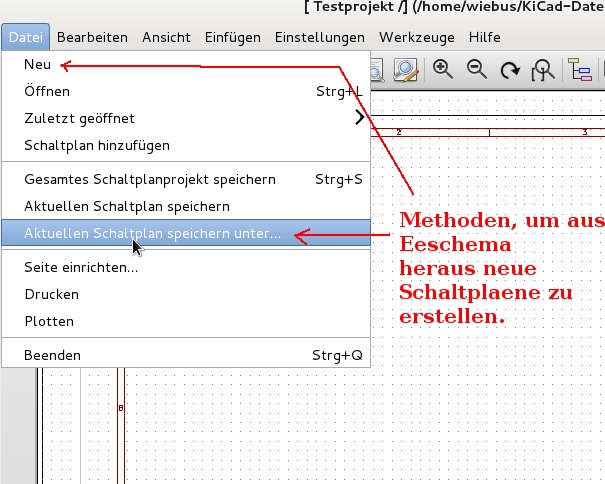 [ Testprojekt /] (/home/wiebus/KiCad-Date
Datei Bearbeiten Ansicht Einfügen Einstellungen Werkzeuge Hilfe
Neu
Öffnen Strg+L
Zuletzt geöffnet
Schaltplan hinzufügen
Gesamtes Schaltplanprojekt speichern Strg+S
Aktuellen Schaltplan speichern
Aktuellen Schaltplan speichern unter...
Seite einrichten...
Drucken
Plotten
Beenden Strg+Q
2 3
Methoden, um aus
Eeschema
heraus neue
Schaltplaene zu
erstellen.
B